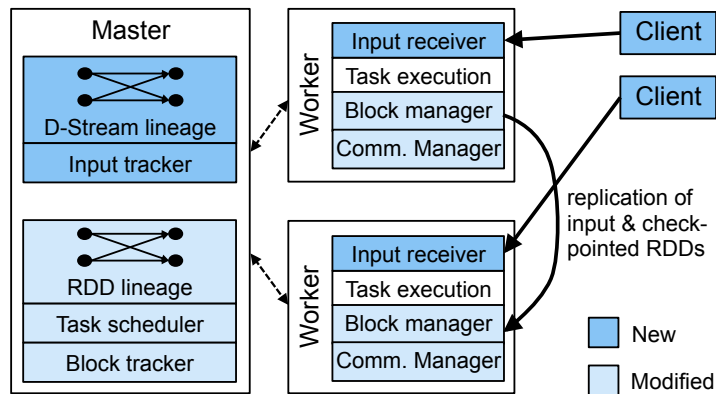 Master
D-Stream lineage
Input tracker
RDD lineage
Task scheduler
Block tracker
Worker
Input receiver
Task execution
Block manager
Comm. Manager
Worker
Input receiver
Task execution
Block manager
Comm. Manager
Client
Client
replication of
input & check-
pointed RDDs
New
Modified